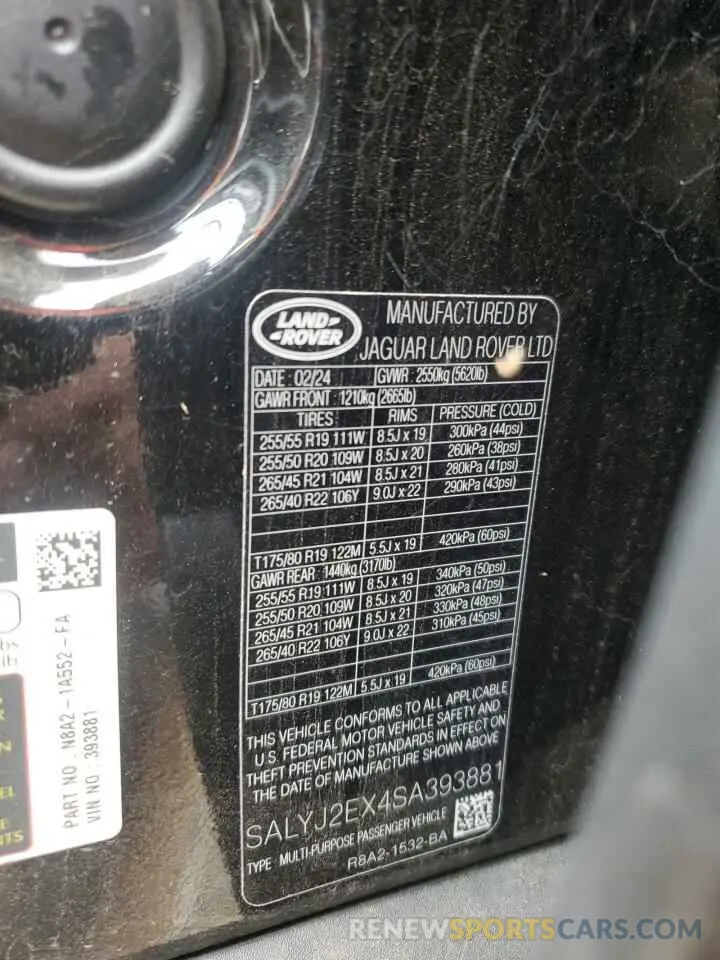 LAND-
-ROVER
MANUFACTURED BY
JAGUAR LAND ROVER LTD
DATE : 02/24 GVWR : 2550kg (5620lb)
GAWR FRONT : 1210kg (2665lb)
TIRES RIMS PRESSURE (COLD)
255/55 R19 111W 8.5J x 19 300kPa (44psi)
255/50 R20 109W 8.5J x 20 260kPa (38psi)
265/45 R21 104W 8.5J x 21 280kPa (41psi)
265/40 R22 106Y 9.0J x 22 290kPa (43psi)
T175/80 R19 122M 5.5J x 19 420kPa (60psi)
GAWR REAR : 1440kg (3170lb)
255/55 R19 111W 8.5J x 19 340kPa (50psi)
255/50 R20 109W 8.5J x 20 320kPa (47psi)
265/45 R21 104W 8.5J x 21 330kPa (48psi)
265/40 R22 106Y 9.0J x 22 310kPa (45psi)
T175/80 R19 122M 5.5J x 19 420kPa (60psi)
THIS VEHICLE CONFORMS TO ALL APPLICABLE
U.S. FEDERAL MOTOR VEHICLE SAFETY AND
THEFT PREVENTION STANDARDS IN EFFECT ON
THE DATE OF MANUFACTURE SHOWN ABOVE
SALYJ2EX4SA393881
TYPE : MULTI-PURPOSE PASSENGER VEHICLE
R8A2-1532-BA
PART NO : N8A2-1A552-FA
VIN NO : 393881
RENEWSPORTSCARS.COM